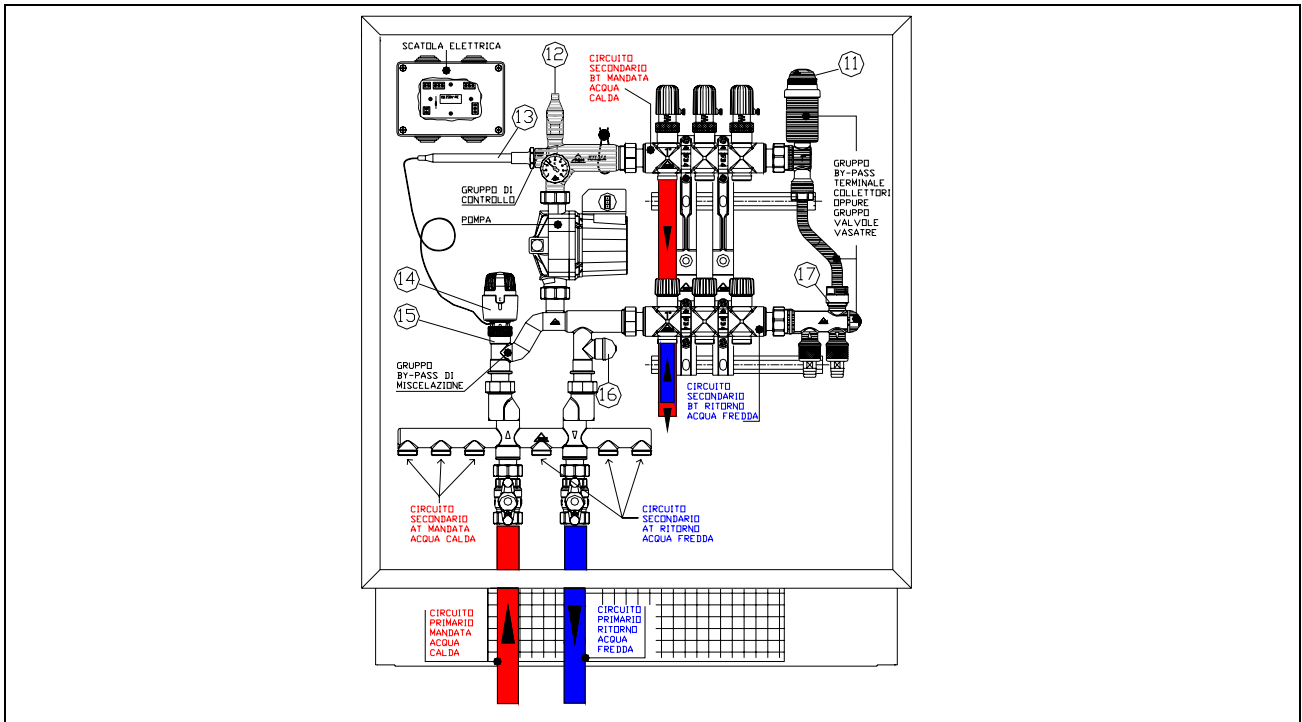 SCATOLA ELETTRICA
12
CIRCUITO
SECONDARIO
BT MANDATA
ACQUA
CALDA
11
13
GRUPPO DI
CONTROLLO
POMPA
GRUPPO
BY-PASS
TERMINALE
COLLETTORI
OPPURE
GRUPPO
VALVOLE
VASATRE
14
15
17
GRUPPO
BY-PASS DI
MISCELAZIONE
16
CIRCUITO
SECONDARIO
BT RITORNO
ACQUA FREDDA
CIRCUITO
SECONDARIO
AT MANDATA
ACQUA CALDA
CIRCUITO
SECONDARIO
AT RITORNO
ACQUA FREDDA
CIRCUITO
PRIMARIO
MANDATA
ACQUA
CALDA
CIRCUITO
PRIMARIO
RITORNO
ACQUA
FREDDA